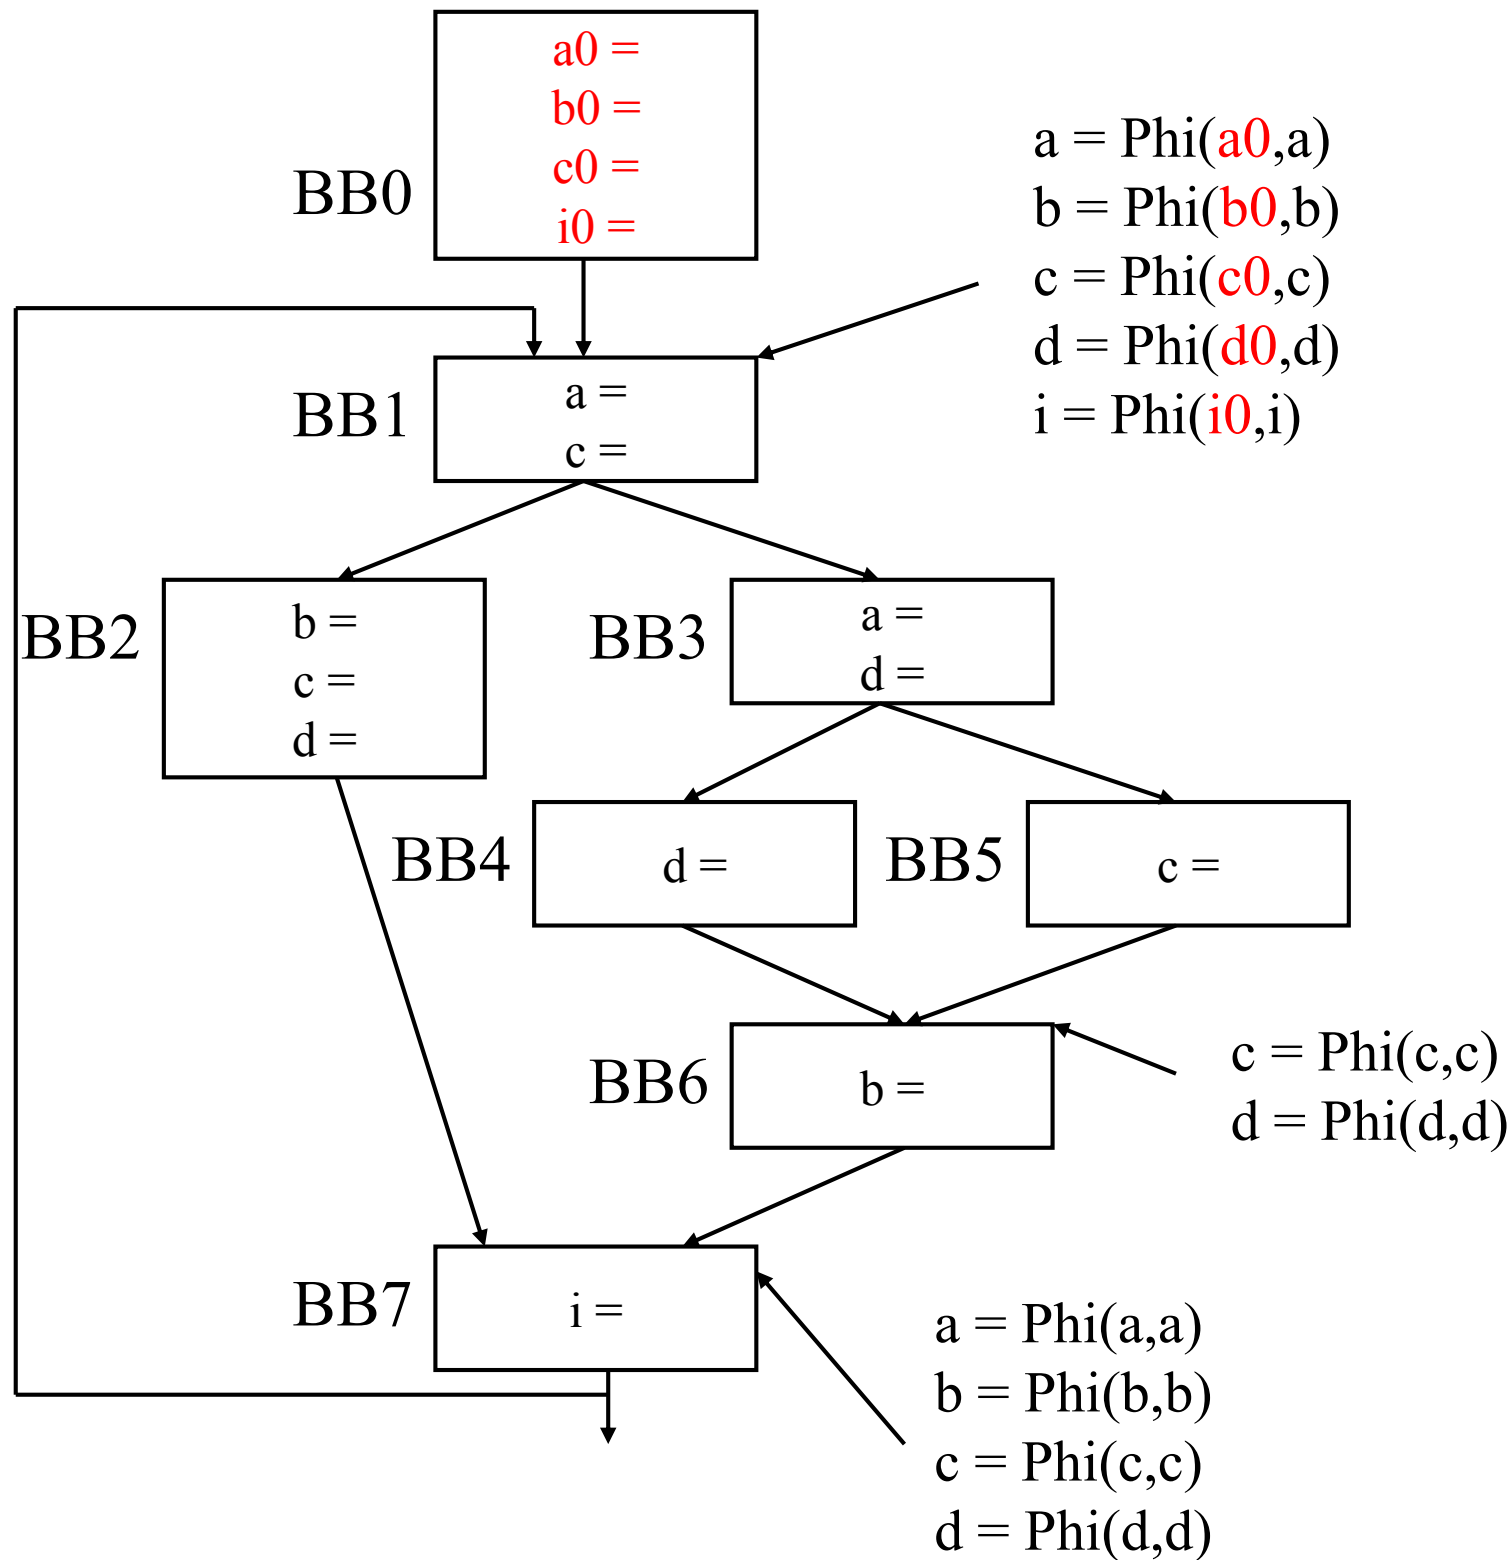 BB0
a0 =
b0 =
c0 =
i0 =
a = Phi(a0,a)
b = Phi(b0,b)
c = Phi(c0,c)
d = Phi(d0,d)
i = Phi(i0,i)
BB1
a =
c =
BB2
b =
c =
d =
BB3
a =
d =
BB4
d =
BB5
c =
BB6
b =
c = Phi(c,c)
d = Phi(d,d)
BB7
i =
a = Phi(a,a)
b = Phi(b,b)
c = Phi(c,c)
d = Phi(d,d)